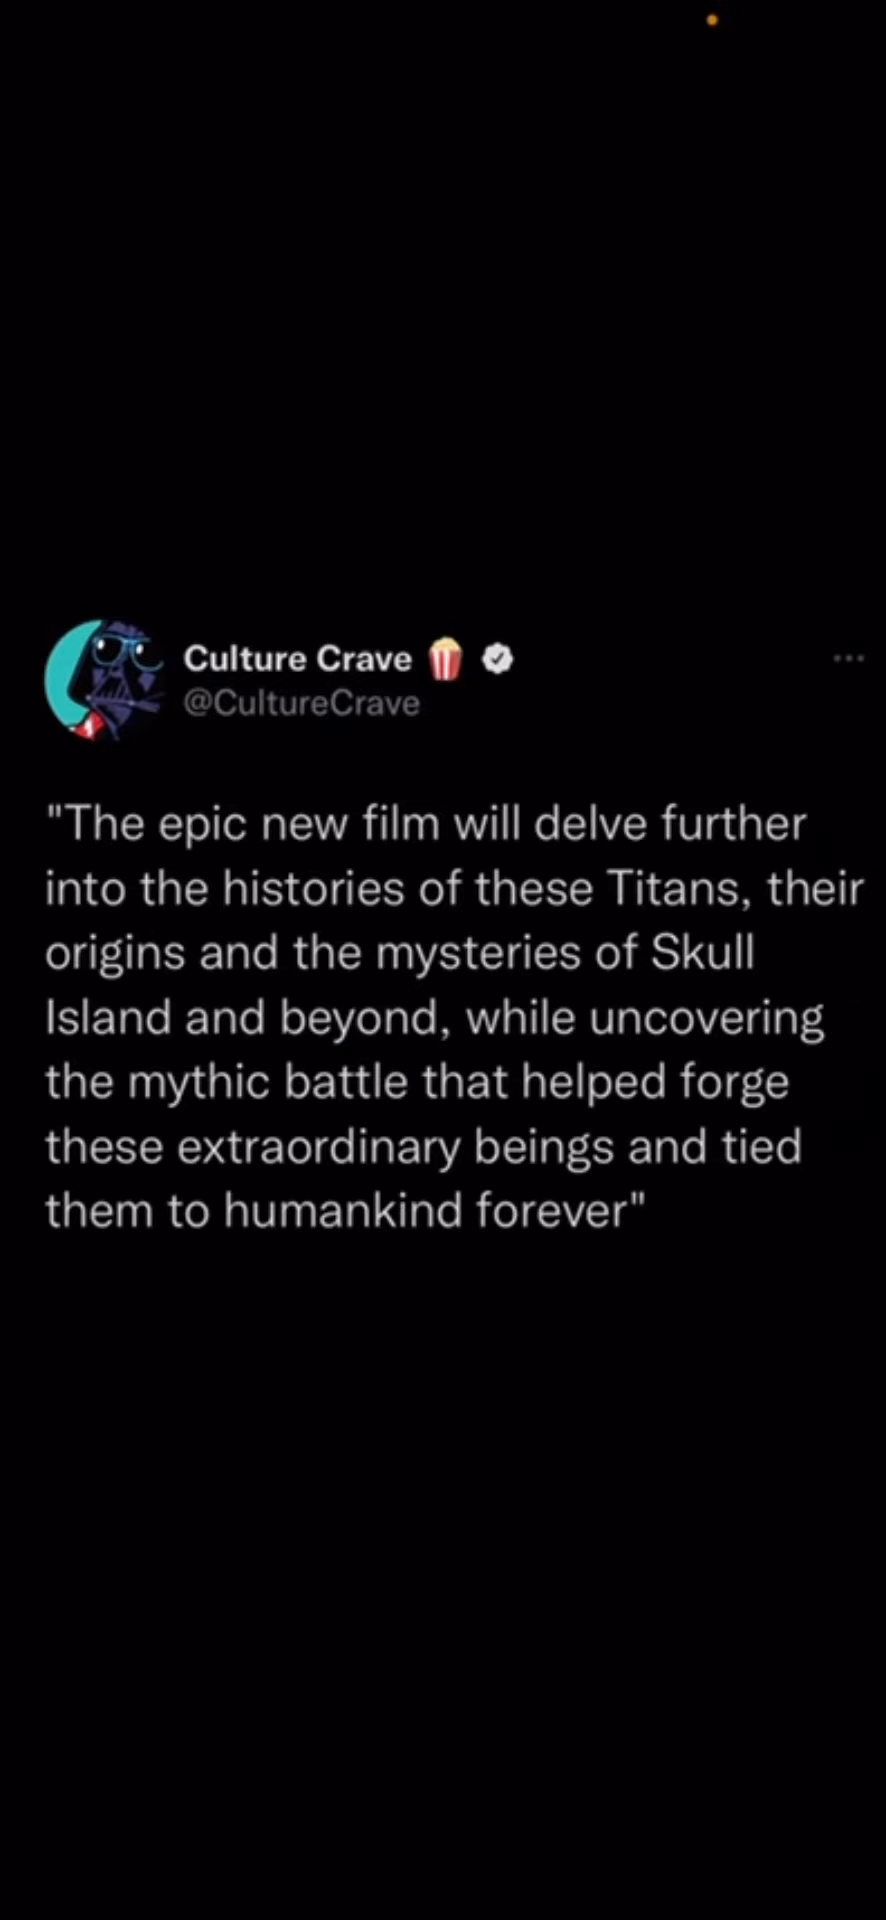 Culture Crave 🍿
@CultureCrave
"The epic new film will delve further
into the histories of these Titans, their
origins and the mysteries of Skull
Island and beyond, while uncovering
the mythic battle that helped forge
these extraordinary beings and tied
them to humankind forever"